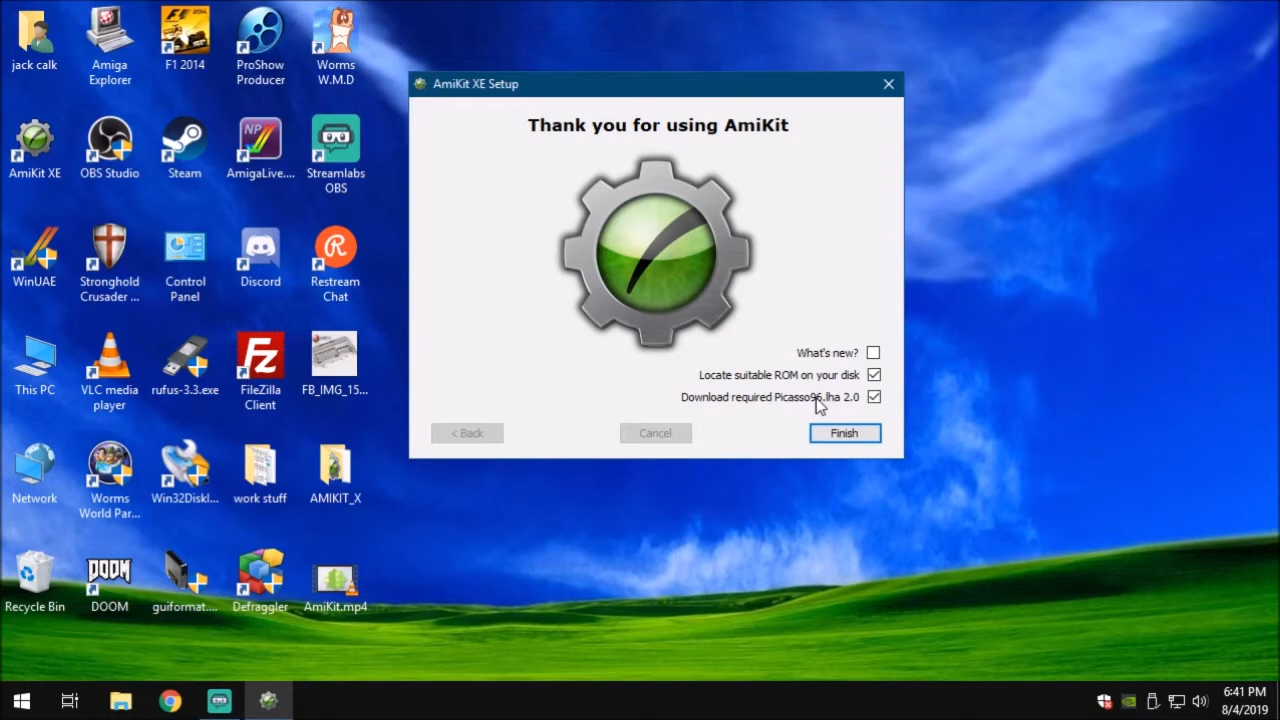 jack calk
Amiga
Explorer
F1 2014
ProShow
Producer
Worms
W.M.D
AmiKit XE
OBS Studio
Steam
NP
AmigaLive....
Streamlabs
OBS
WinUAE
Stronghold
Crusader ...
Control
Panel
Discord
R
Restream
Chat
This PC
VLC media
player
rufus-3.3.exe
Fz
FileZilla
Client
FB_IMG_15...
Network
Worms
World Par...
Win32DiskI...
work stuff
AMIKIT_X
Recycle Bin
DOOM
DOOM
guiformat....
Defraggler
AmiKit.mp4
AmiKit XE Setup
Thank you for using AmiKit
What's new?
Locate suitable ROM on your disk
Download required Picasso96.lha 2.0
< Back
Cancel
Finish
6:41 PM
8/4/2019